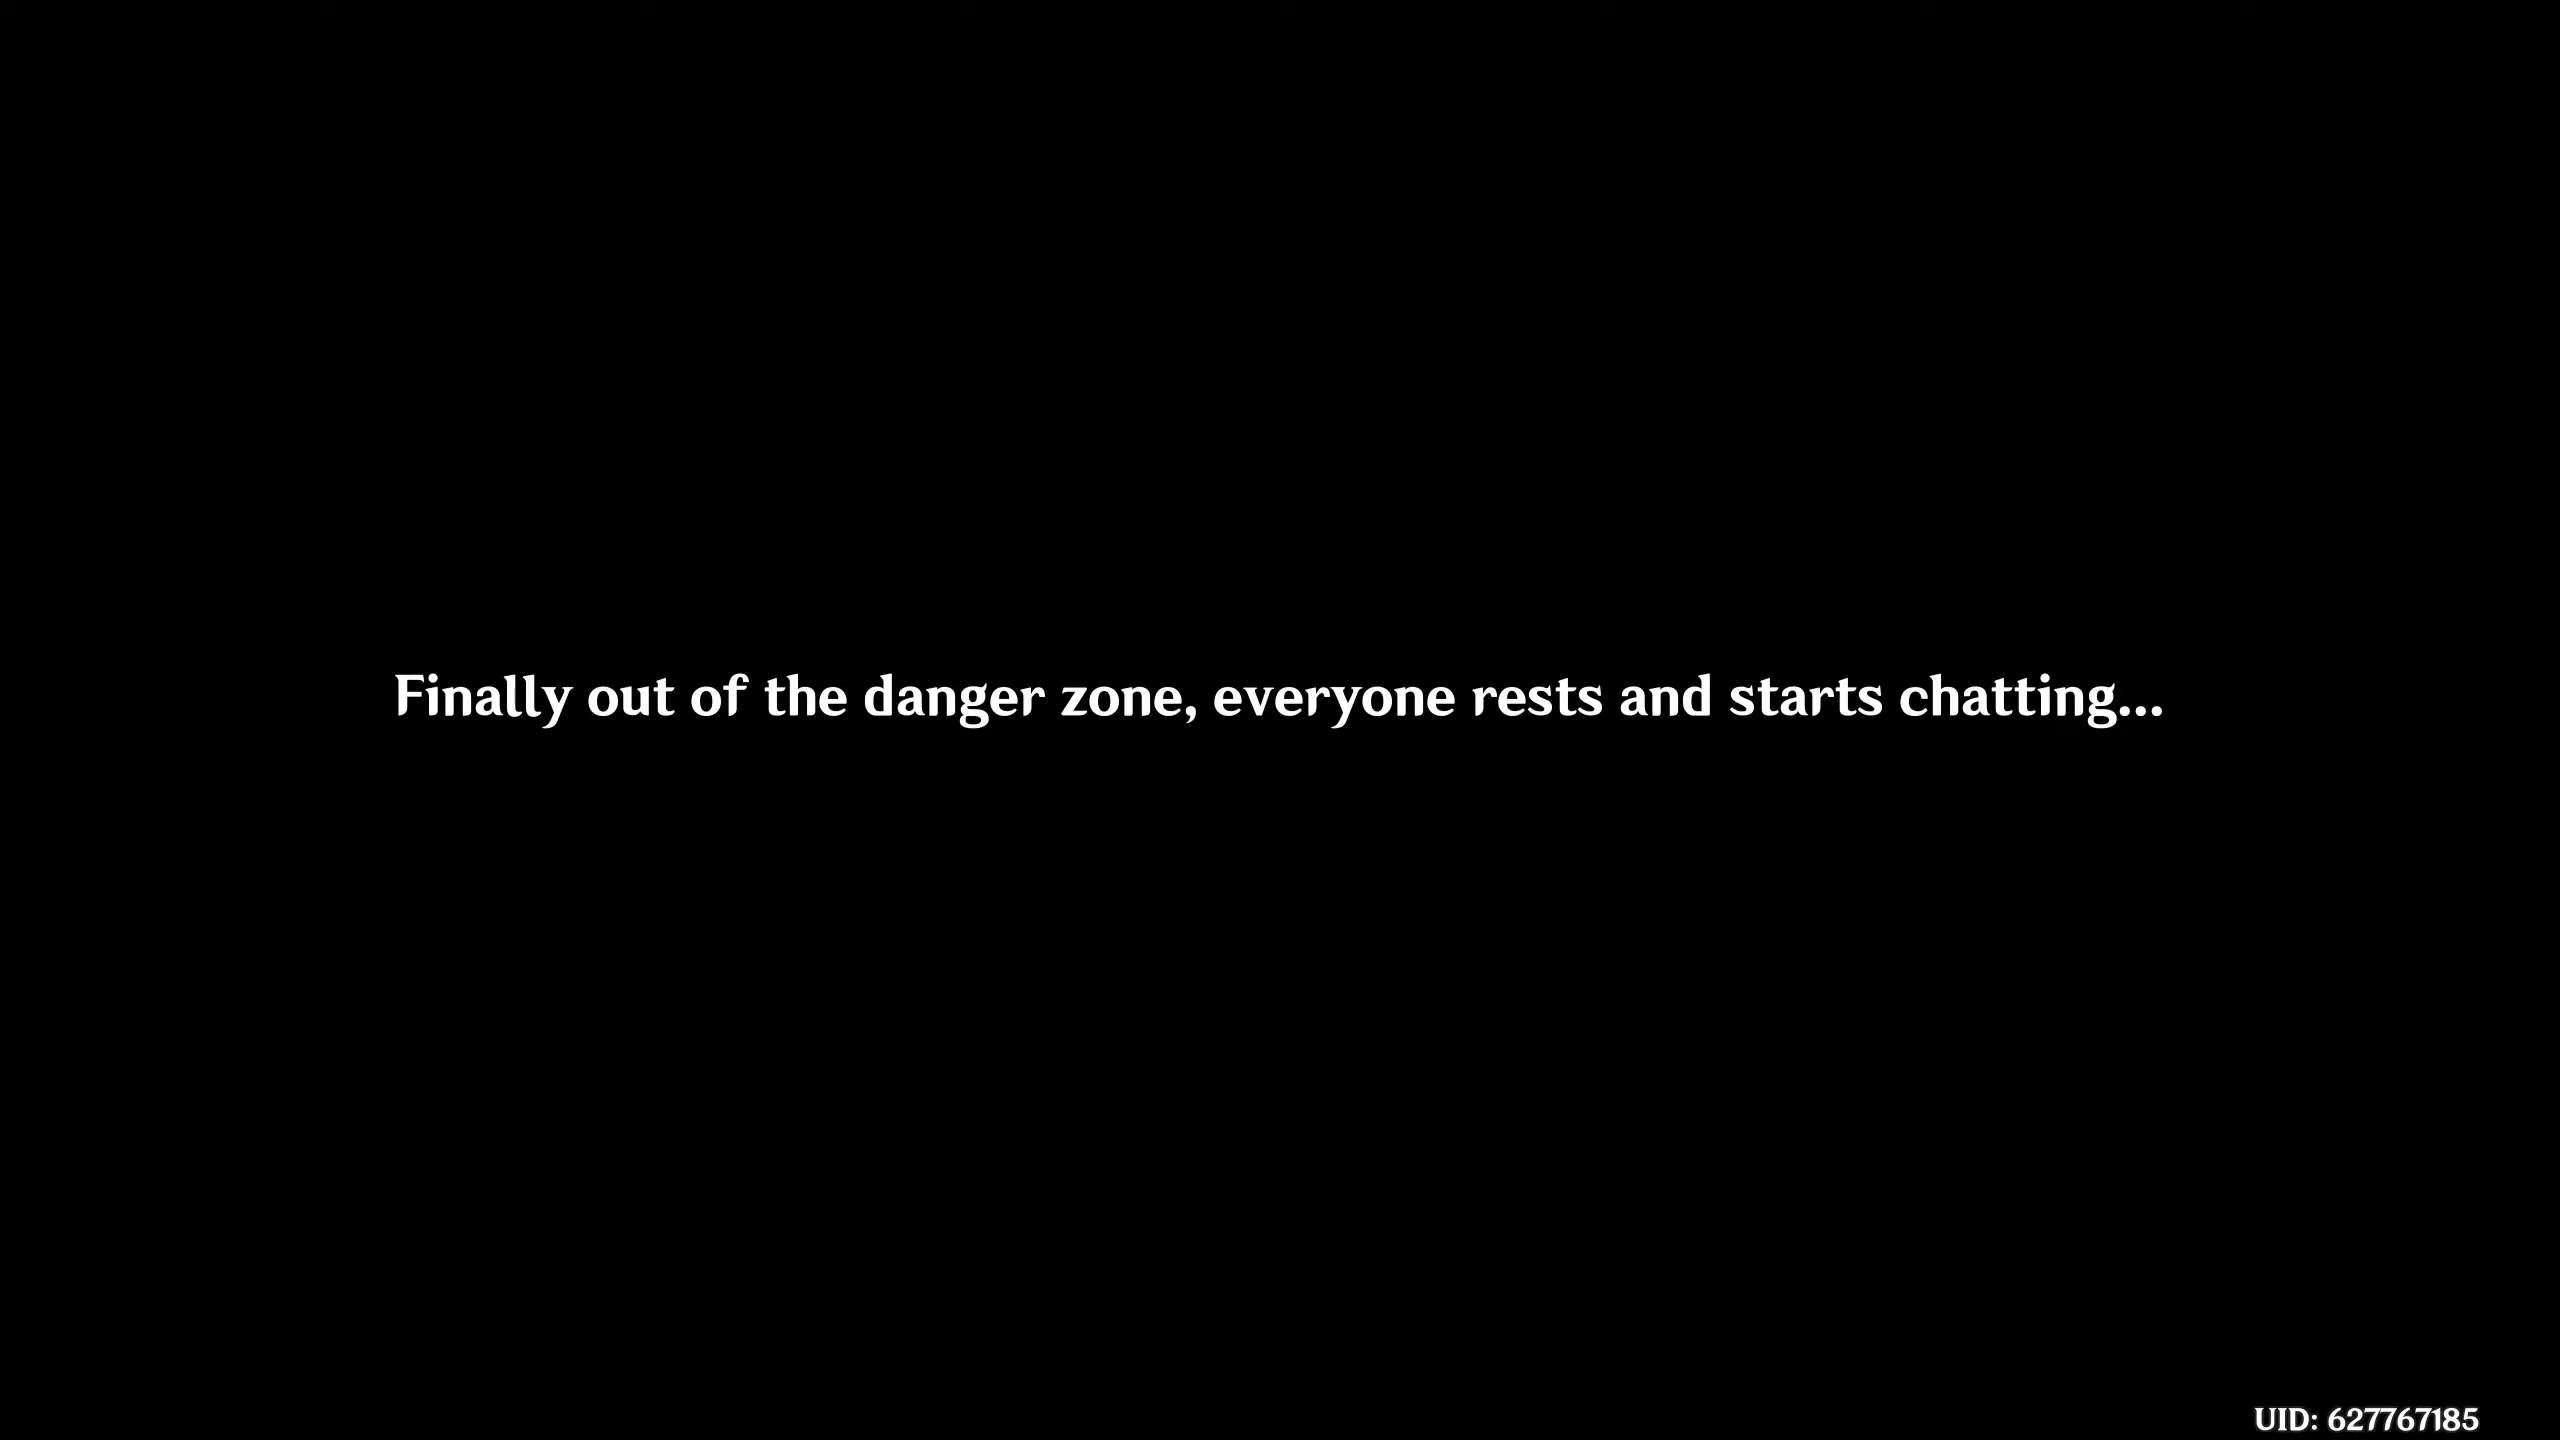 Finally out of the danger zone, everyone rests and starts chatting...
UID: 627767185